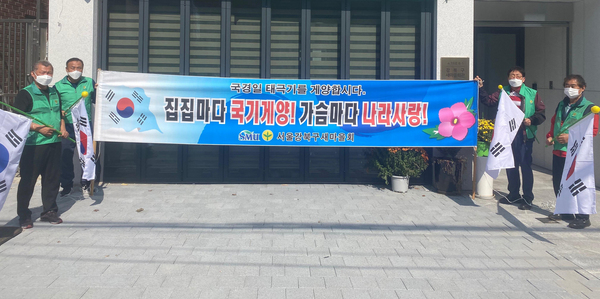 국경일 태극기를 게양합시다.
집집마다 국기게양! 가슴마다 나라사랑!
SMU 서울강북구새마을회